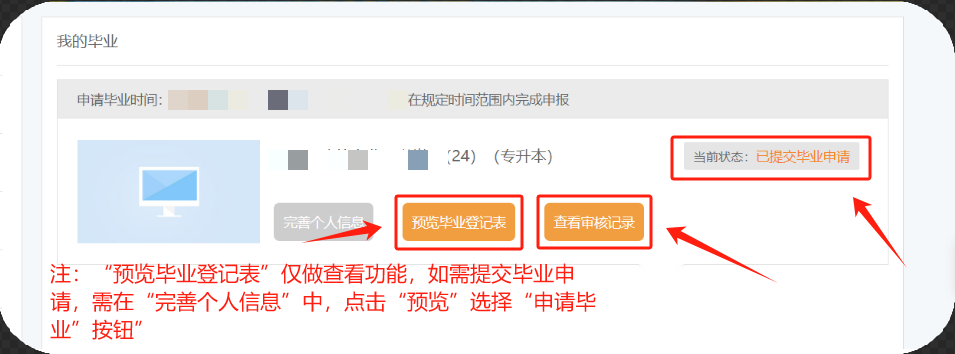 我的毕业
申请毕业时间： 在规定时间范围内完成申报
（24）（专升本）
当前状态：已提交毕业申请
完善个人信息 预览毕业登记表 查看审核记录
注：“预览毕业登记表”仅做查看功能，如需提交毕业申
请，需在“完善个人信息”中，点击“预览”选择“申请毕
业”按钮”